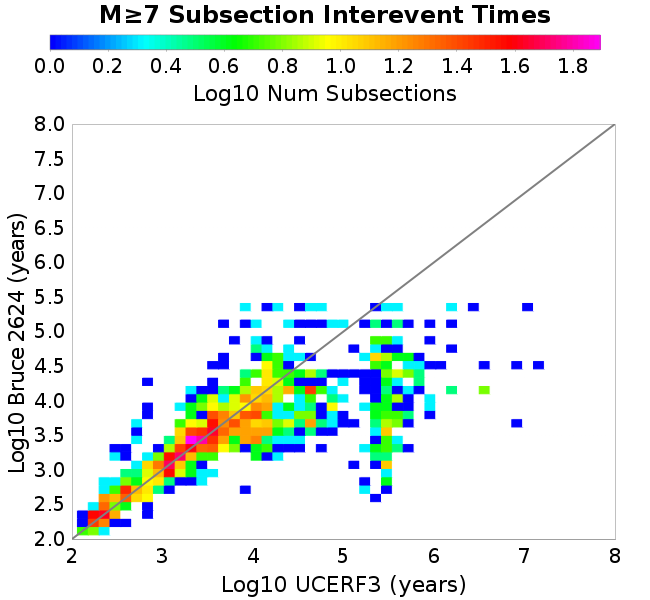 M≥7 Subsection Interevent Times
0.0 0.2 0.4 0.6 0.8 1.0 1.2 1.4 1.6 1.8
Log10 Num Subsections
Log10 Bruce 2624 (years)
8.0
7.5
7.0
6.5
6.0
5.5
5.0
4.5
4.0
3.5
3.0
2.5
2.0
2 3 4 5 6 7 8
Log10 UCERF3 (years)